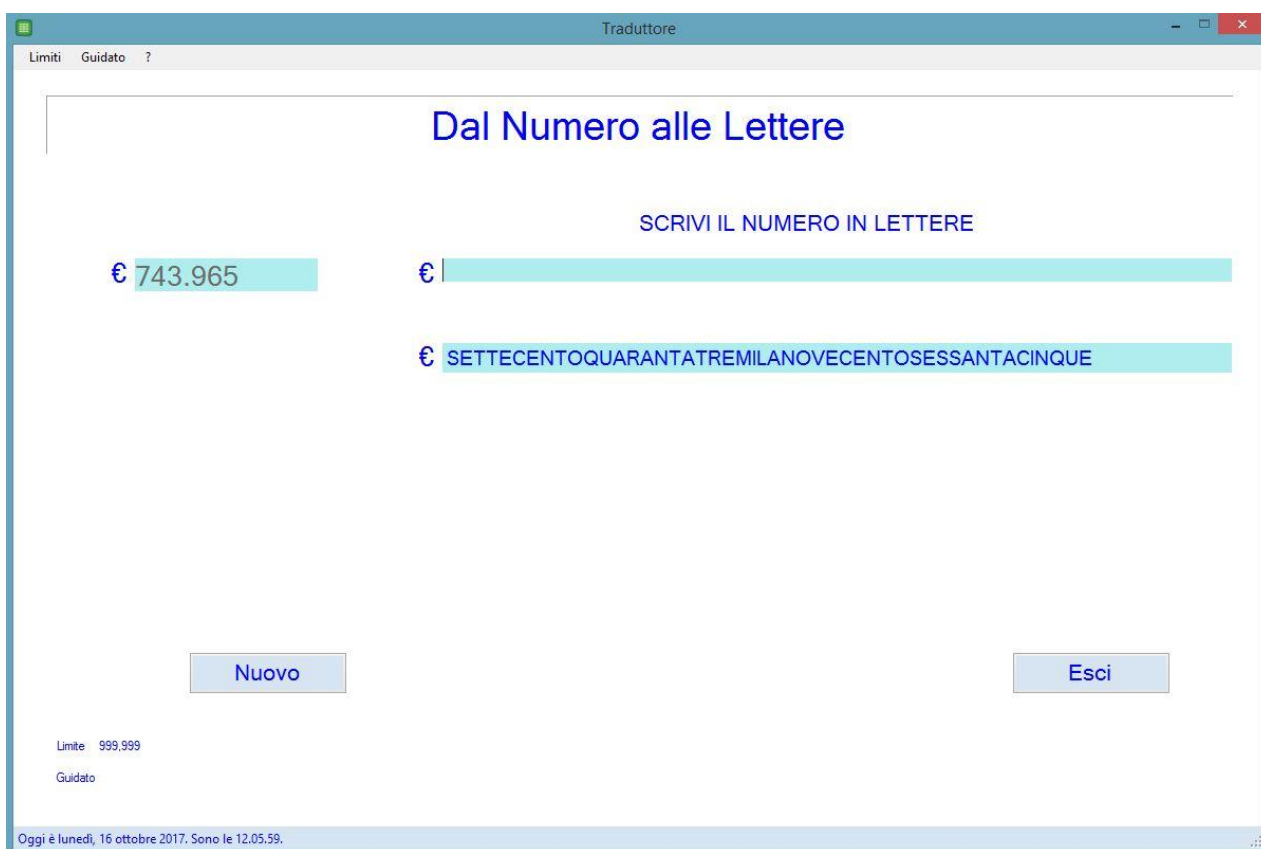 Traduttore
Limiti Guidato ?
Dal Numero alle Lettere
SCRIVI IL NUMERO IN LETTERE
€ 743.965 €
€ SETTECENTOQUARANTATREMILANOVECENTOSESSANTACINQUE
Nuovo Esci
Limite 999,999
Guidato
Oggi è lunedì, 16 ottobre 2017. Sono le 12.05.59.